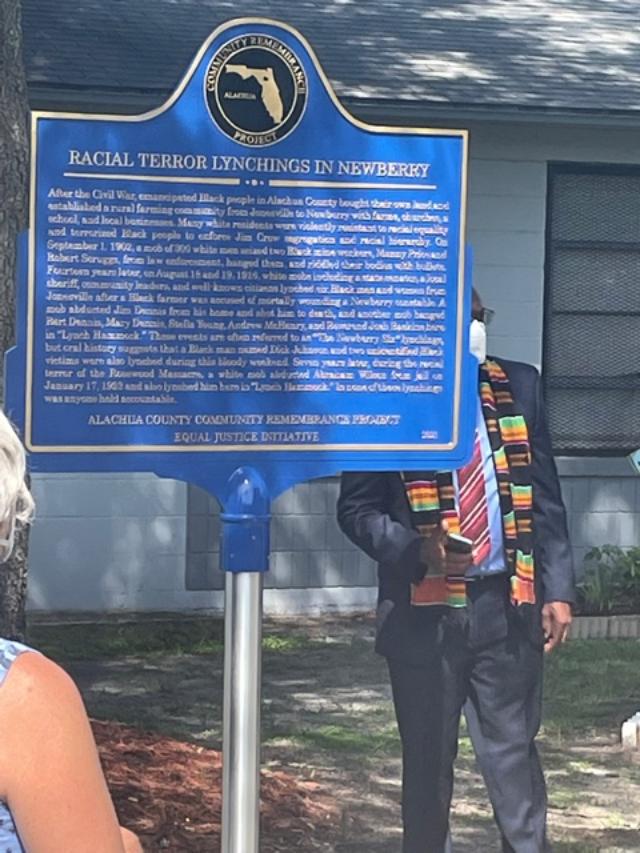 COMMUNITY REMEMBRANCE
ALACHUA
PROJECT
RACIAL TERROR LYNCHINGS IN NEWBERRY
After the Civil War, emancipated Black people in Alachua County bought their own land and
established a rural farming community from Jonesville to Newberry with farms, churches, a
school, and local businesses. Many white residents were violently resistant to racial equality
and terrorized Black people to enforce Jim Crow segregation and racial hierarchy. On
September 1, 1902, a mob of 300 white men seized two Black mine workers, Manny Price and
Robert Scruggs, from law enforcement, hanged them, and riddled their bodies with bullets.
Fourteen years later, on August 18 and 19, 1916, white mobs including a state senator, a local
sheriff, community leaders, and well-known citizens lynched six Black men and women from
Jonesville after a Black farmer was accused of mortally wounding a Newberry constable. A
mob abducted Jim Dennis from his home and shot him to death, and another mob hanged
Bert Dennis, Mary Dennis, Stella Young, Andrew McHenry, and Reverend Josh Baskins here
in "Lynch Hammock." These events are often referred to as "The Newberry Six" lynchings,
but oral history suggests that a Black man named Dick Johnson and two unidentified Black
victims were also lynched during this bloody weekend. Seven years later, during the racial
terror of the Rosewood Massacre, a white mob abducted Abraham Wilson from jail on
January 17, 1923 and also lynched him here in "Lynch Hammock." In none of these lynchings
was anyone held accountable.
ALACHUA COUNTY COMMUNITY REMEMBRANCE PROJECT
EQUAL JUSTICE INITIATIVE
2021